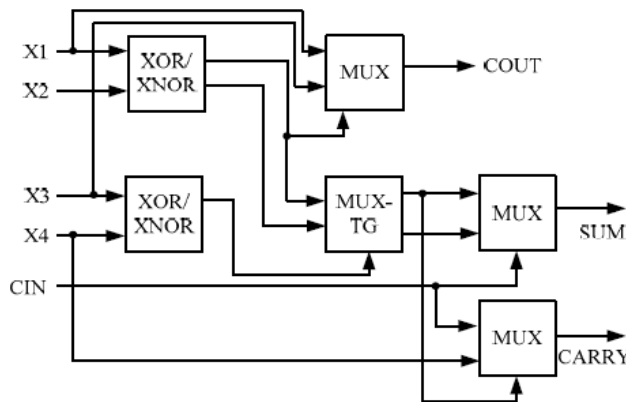 X1
X2
XOR/
XNOR
MUX
COUT
X3
X4
XOR/
XNOR
MUX-
TG
MUX
SUM
CIN
MUX
CARRY